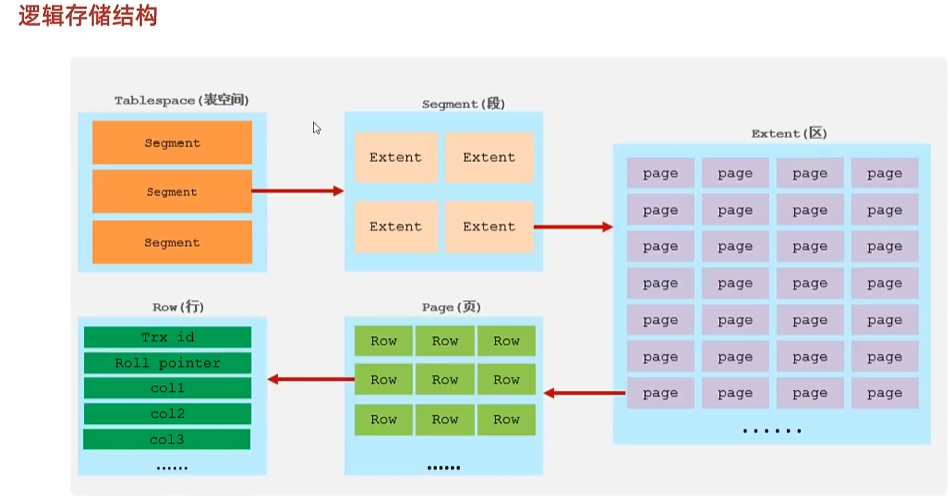 逻辑存储结构
Tablespace(表空间)
Segment
Segment
Segment
Segment(段)
Extent Extent
Extent Extent
Extent(区)
page page page page
page page page page
page page page page
page page page page
page page page page
page page page page
page page page page
......
Row(行)
Trx id
Roll pointer
col1
col2
col3
......
Page(页)
Row Row Row
Row Row Row
Row Row Row
......